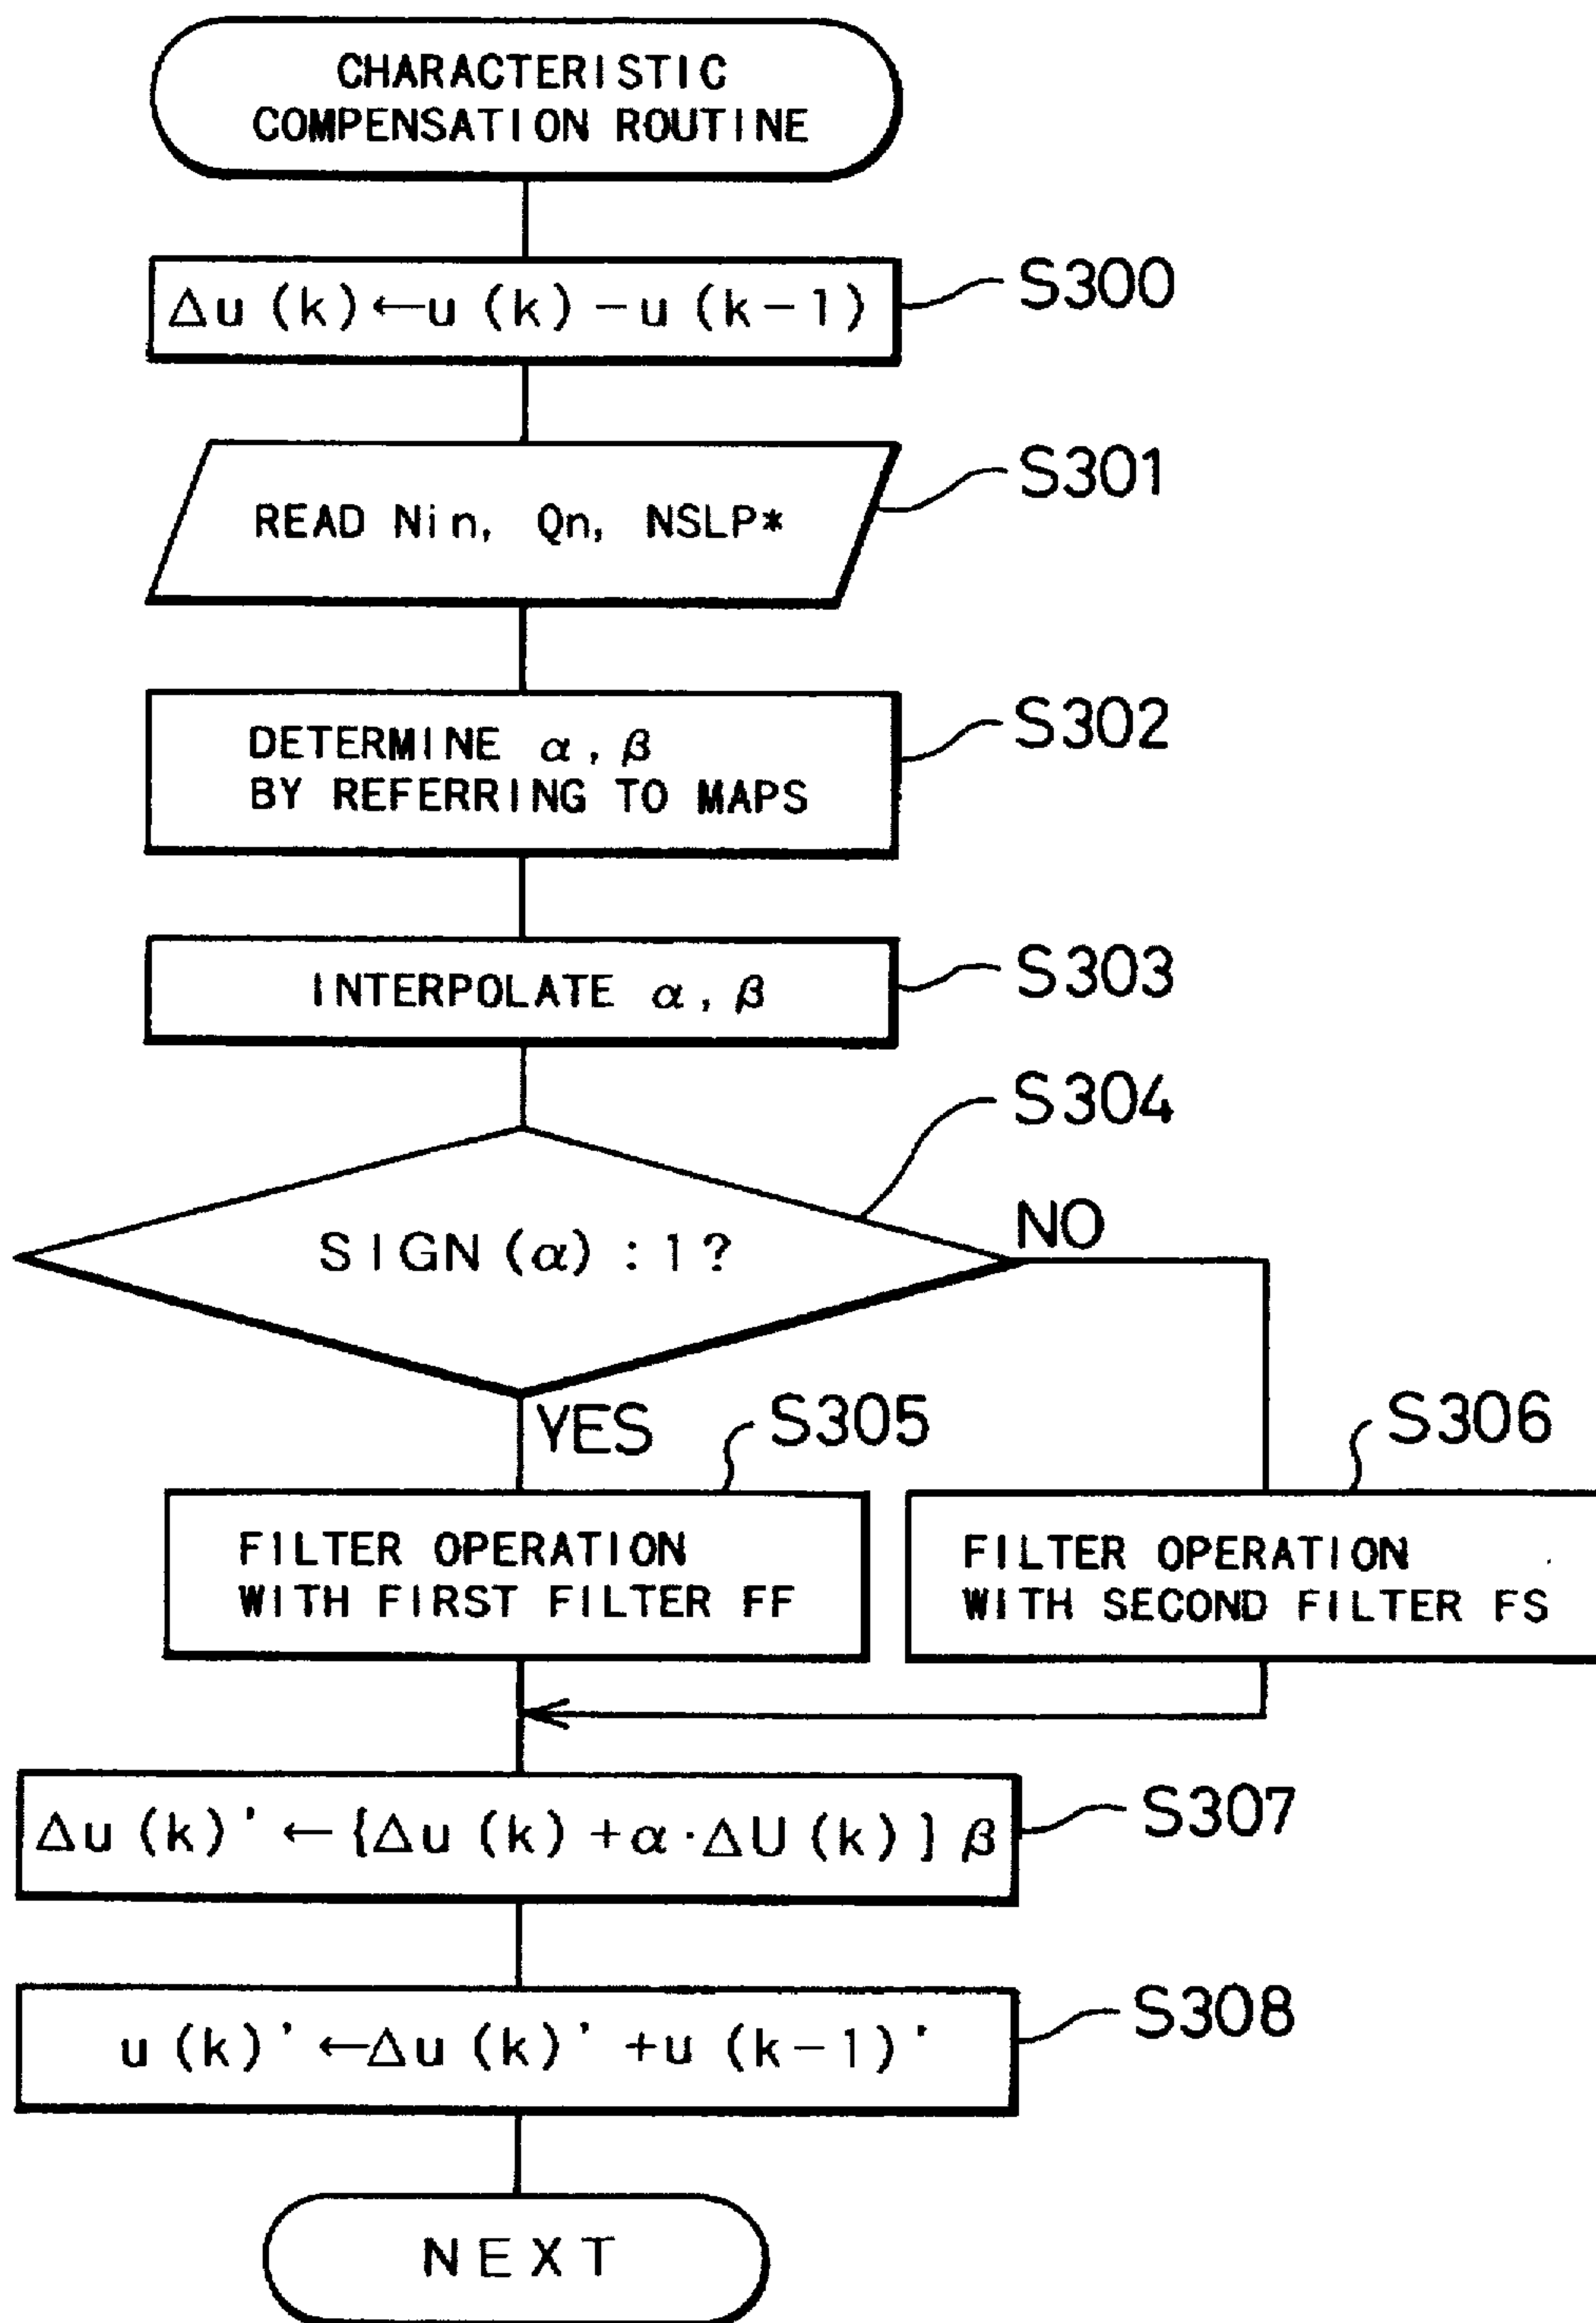 CHARACTERISTIC
COMPENSATION ROUTINE
Δu (k) ← u (k) − u (k−1)
S300
READ Nin, Qn, NSLP*
S301
DETERMINE α, β
BY REFERRING TO MAPS
S302
INTERPOLATE α, β
S303
S304
SIGN (α) : 1?
NO
YES
S305
S306
FILTER OPERATION
WITH FIRST FILTER FF
FILTER OPERATION
WITH SECOND FILTER FS
Δu (k)' ← {Δu (k) + α · ΔU (k)} β
S307
u (k)' ← Δu (k)' + u (k−1)'
S308
NEXT